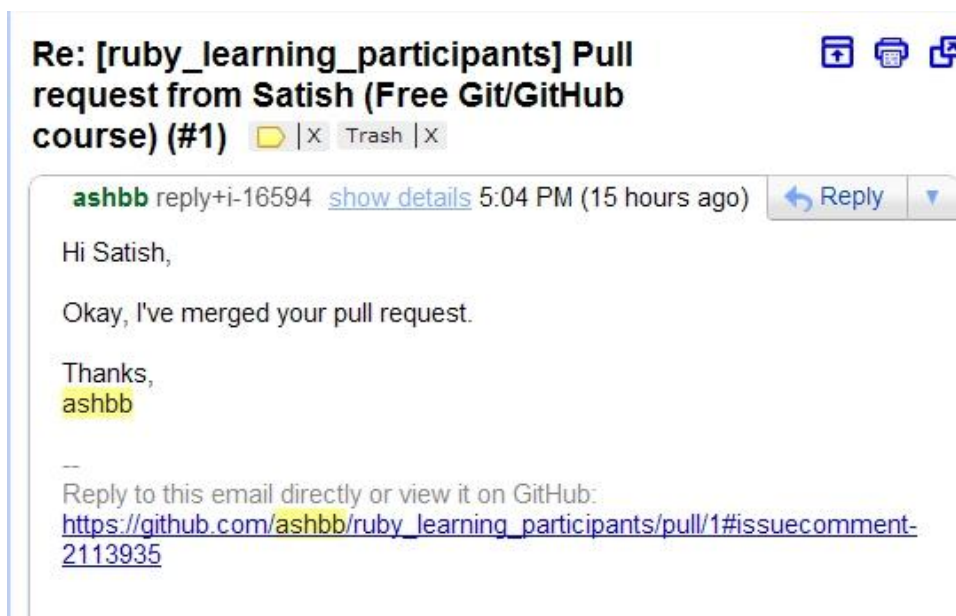 Re: [ruby_learning_participants] Pull
request from Satish (Free Git/GitHub
course) (#1) | X Trash | X
ashbb reply+i-16594 show details 5:04 PM (15 hours ago) Reply
Hi Satish,
Okay, I've merged your pull request.
Thanks,
ashbb
--
Reply to this email directly or view it on GitHub:
https://github.com/ashbb/ruby_learning_participants/pull/1#issuecomment-
2113935